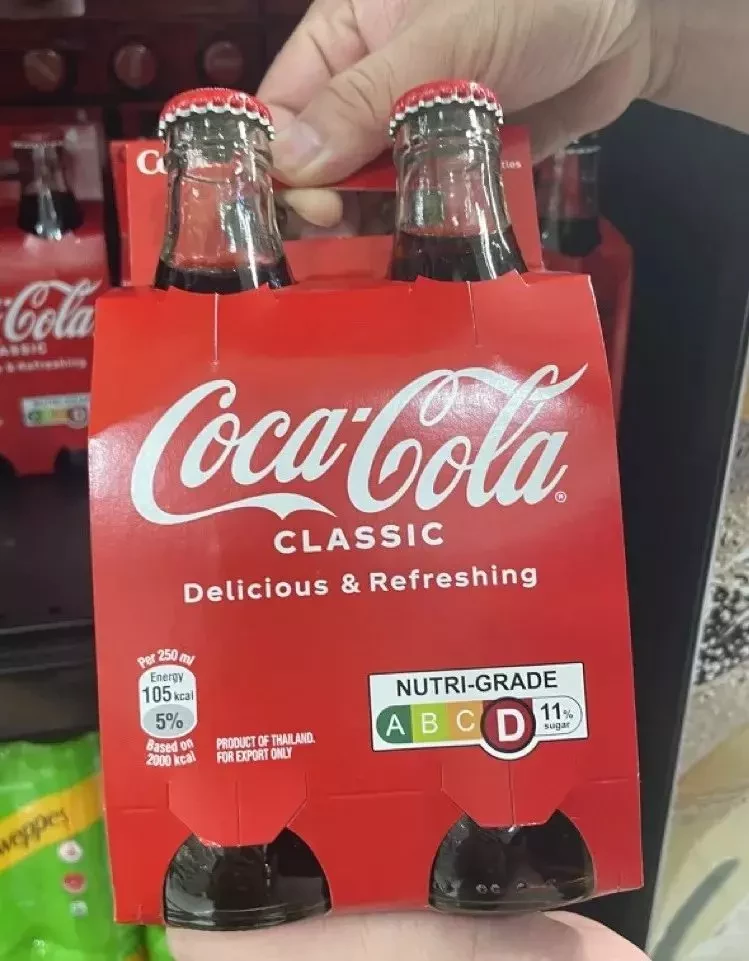 Coca-Cola®
CLASSIC
Delicious & Refreshing
Per 250 ml
Energy
105 kcal
5%
Based on
2000 kcal
PRODUCT OF THAILAND.
FOR EXPORT ONLY
NUTRI-GRADE
A B C D 11%
sugar
Cola